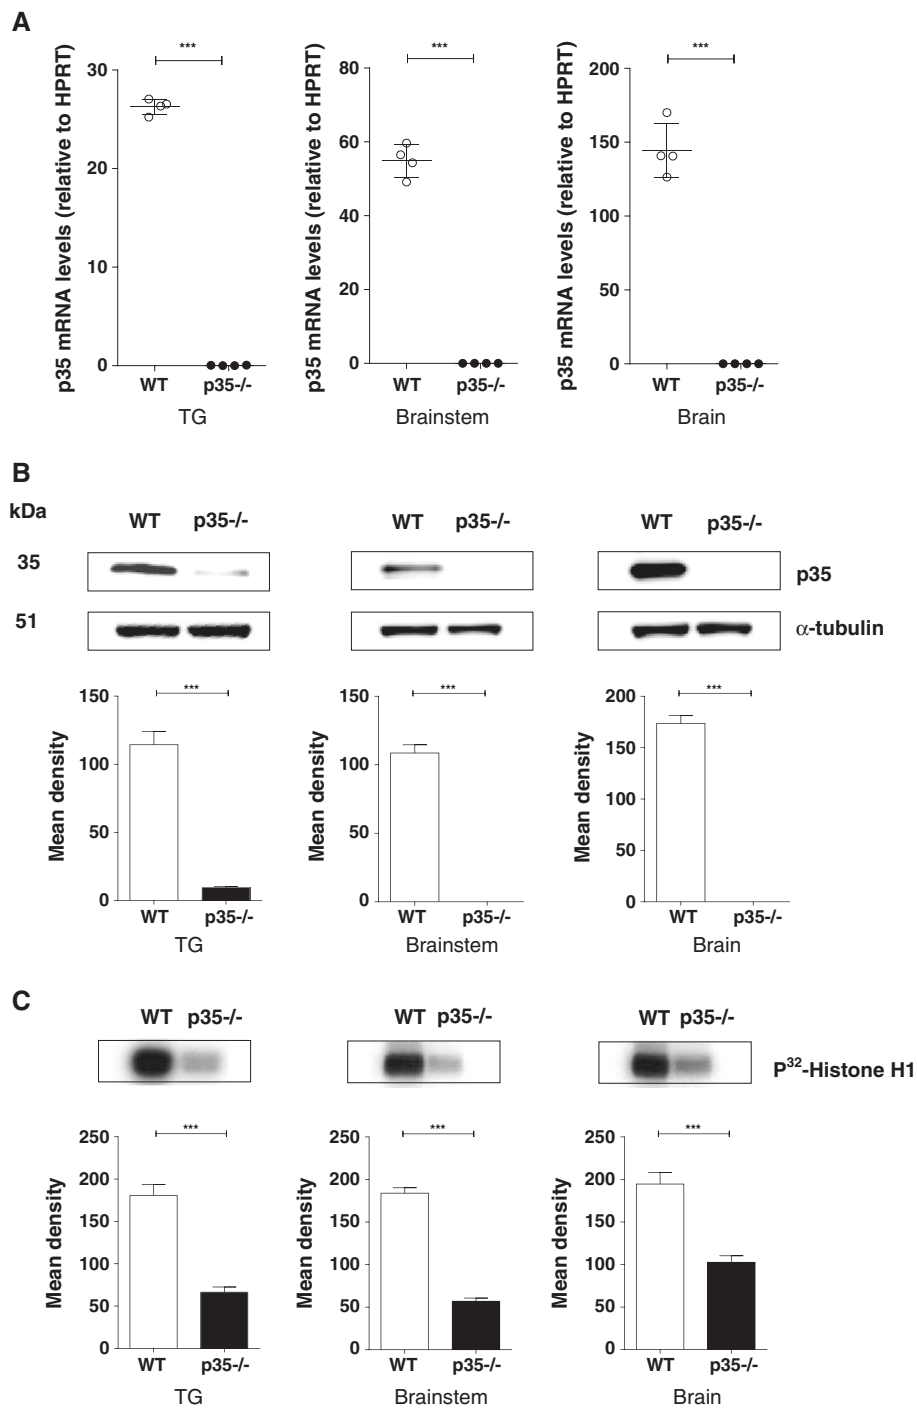 A
p35 mRNA levels (relative to HPRT)
30
20
10
0
***
WT p35-/-
TG
p35 mRNA levels (relative to HPRT)
80
60
40
20
0
***
WT p35-/-
Brainstem
p35 mRNA levels (relative to HPRT)
200
150
100
50
0
***
WT p35-/-
Brain
B
kDa
WT p35-/- WT p35-/- WT p35-/-
35 p35
51 α-tubulin
Mean density
150
100
50
0
***
WT p35-/-
TG
Mean density
150
100
50
0
***
WT p35-/-
Brainstem
Mean density
200
150
100
50
0
***
WT p35-/-
Brain
C
WT p35-/- WT p35-/- WT p35-/-
P³²-Histone H1
Mean density
250
200
150
100
50
0
***
WT p35-/-
TG
Mean density
250
200
150
100
50
0
***
WT p35-/-
Brainstem
Mean density
250
200
150
100
50
0
***
WT p35-/-
Brain